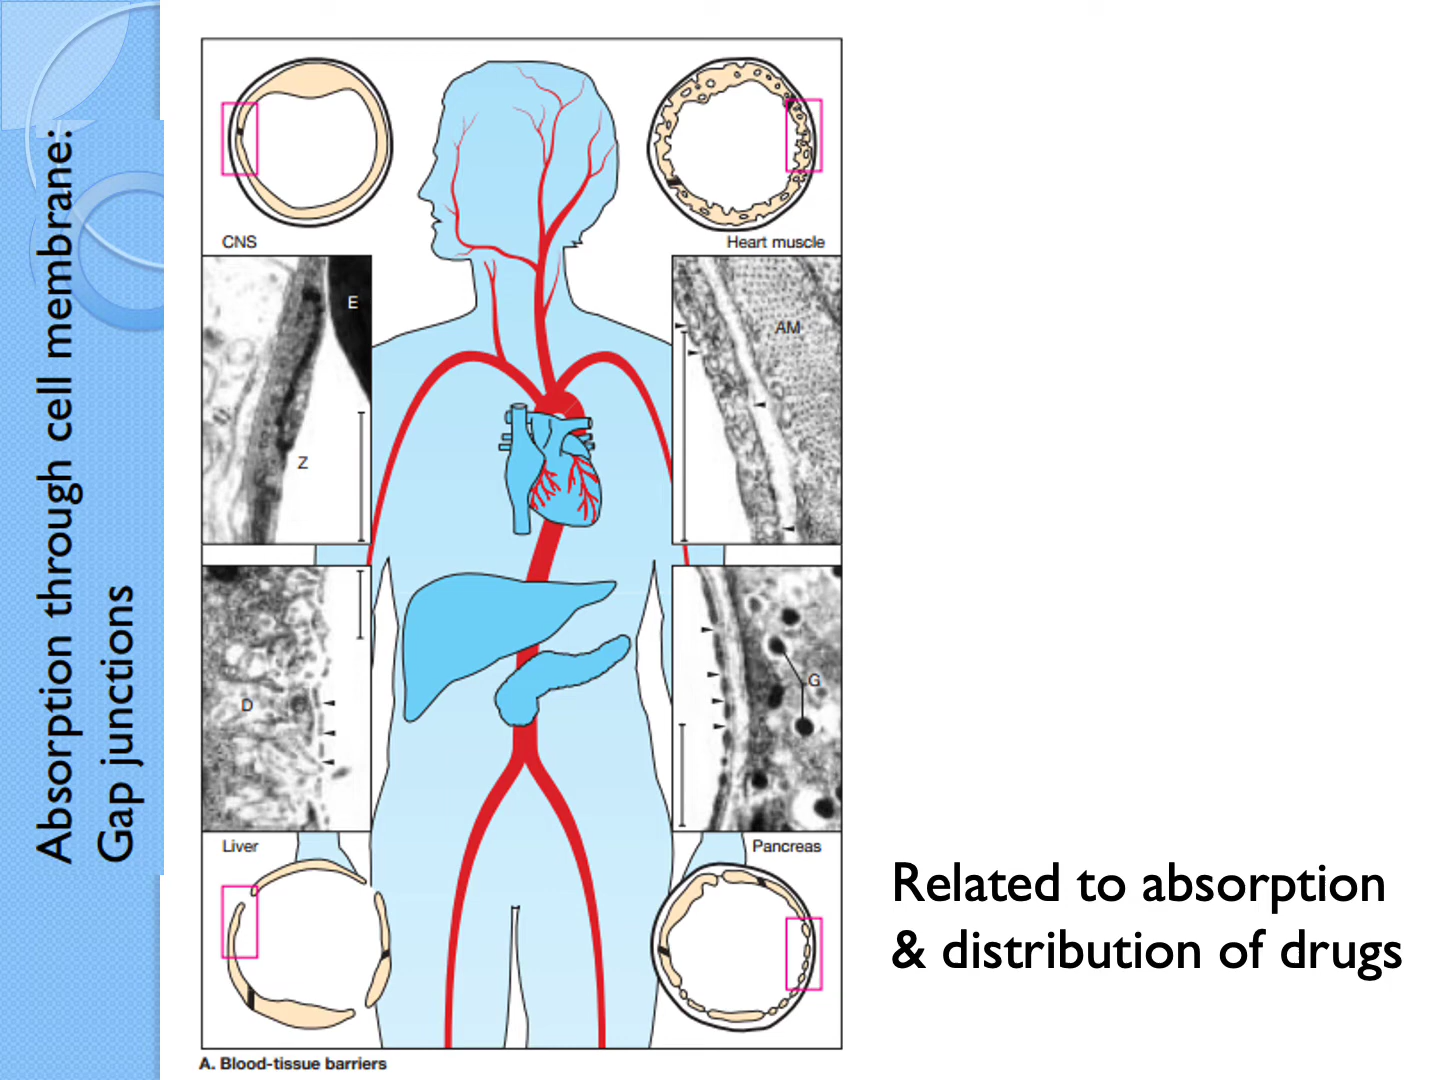 Absorption through cell membrane:
Gap junctions
CNS
Heart muscle
E
AM
Z
D
G
Liver
Pancreas
Related to absorption
& distribution of drugs
A. Blood-tissue barriers